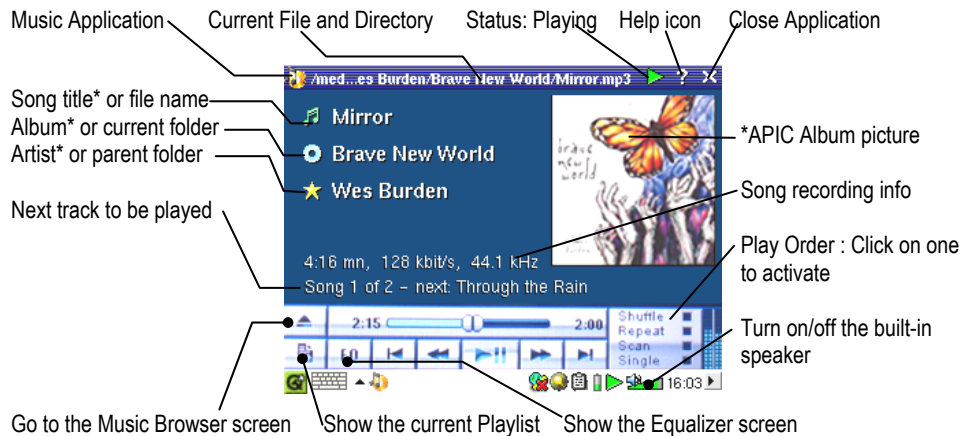 Music Application
Current File and Directory
Status: Playing
Help icon
Close Application
/med...es Burden/Brave New World/Mirror.mp3
?
Song title* or file name
Album* or current folder
Artist* or parent folder
Next track to be played
Mirror
Brave New World
Wes Burden
brave
new
world
*APIC Album picture
Song recording info
Play Order : Click on one
to activate
Turn on/off the built-in
speaker
4:16 mn, 128 kbit/s, 44.1 kHz
Song 1 of 2 - next: Through the Rain
2:15
2:00
Shuffle
Repeat
Scan
Single
EQ
16:03
Go to the Music Browser screen
Show the current Playlist
Show the Equalizer screen